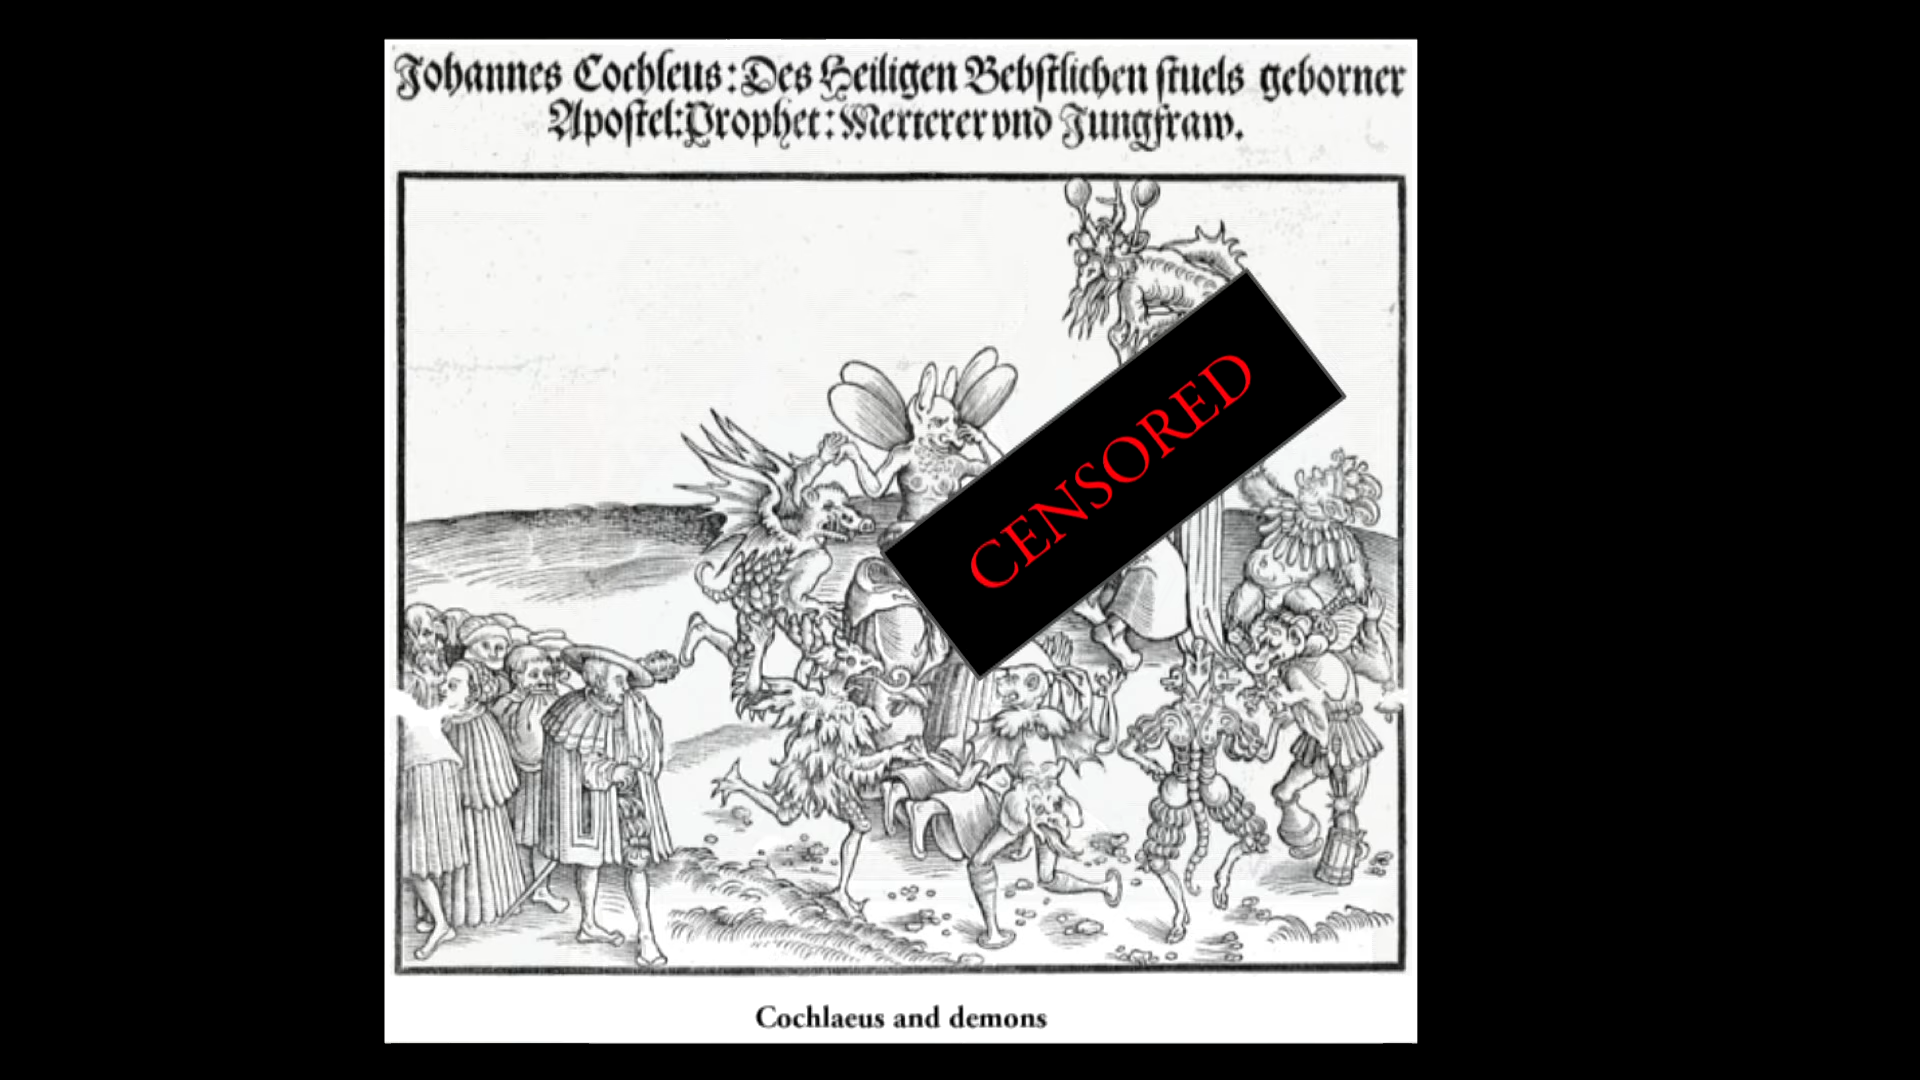 Johannes Cochleus: Des Heiligen Bebſtlichen ſtuels geborner
Apoſtel: Prophet: Merterer vnd Jungfraw.
CENSORED
Cochlaeus and demons